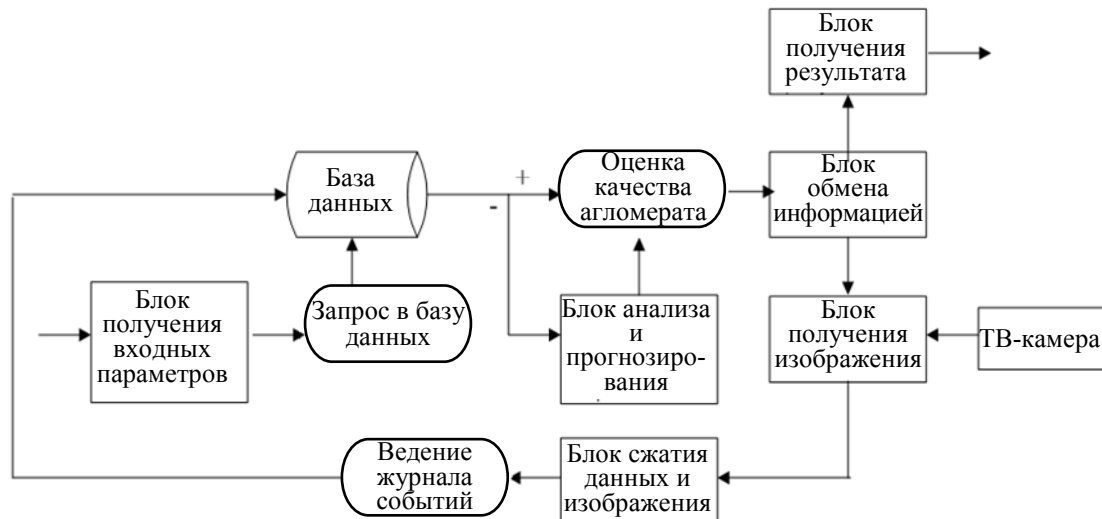 Блок
получения
результата
База
данных
+
-
Оценка
качества
агломерата
Блок
обмена
информацией
Блок
получения
входных
параметров
Запрос в базу
данных
Блок анализа
и
прогнозиро-
вания
Блок
получения
изображения
ТВ-камера
Ведение
журнала
событий
Блок сжатия
данных и
изображения